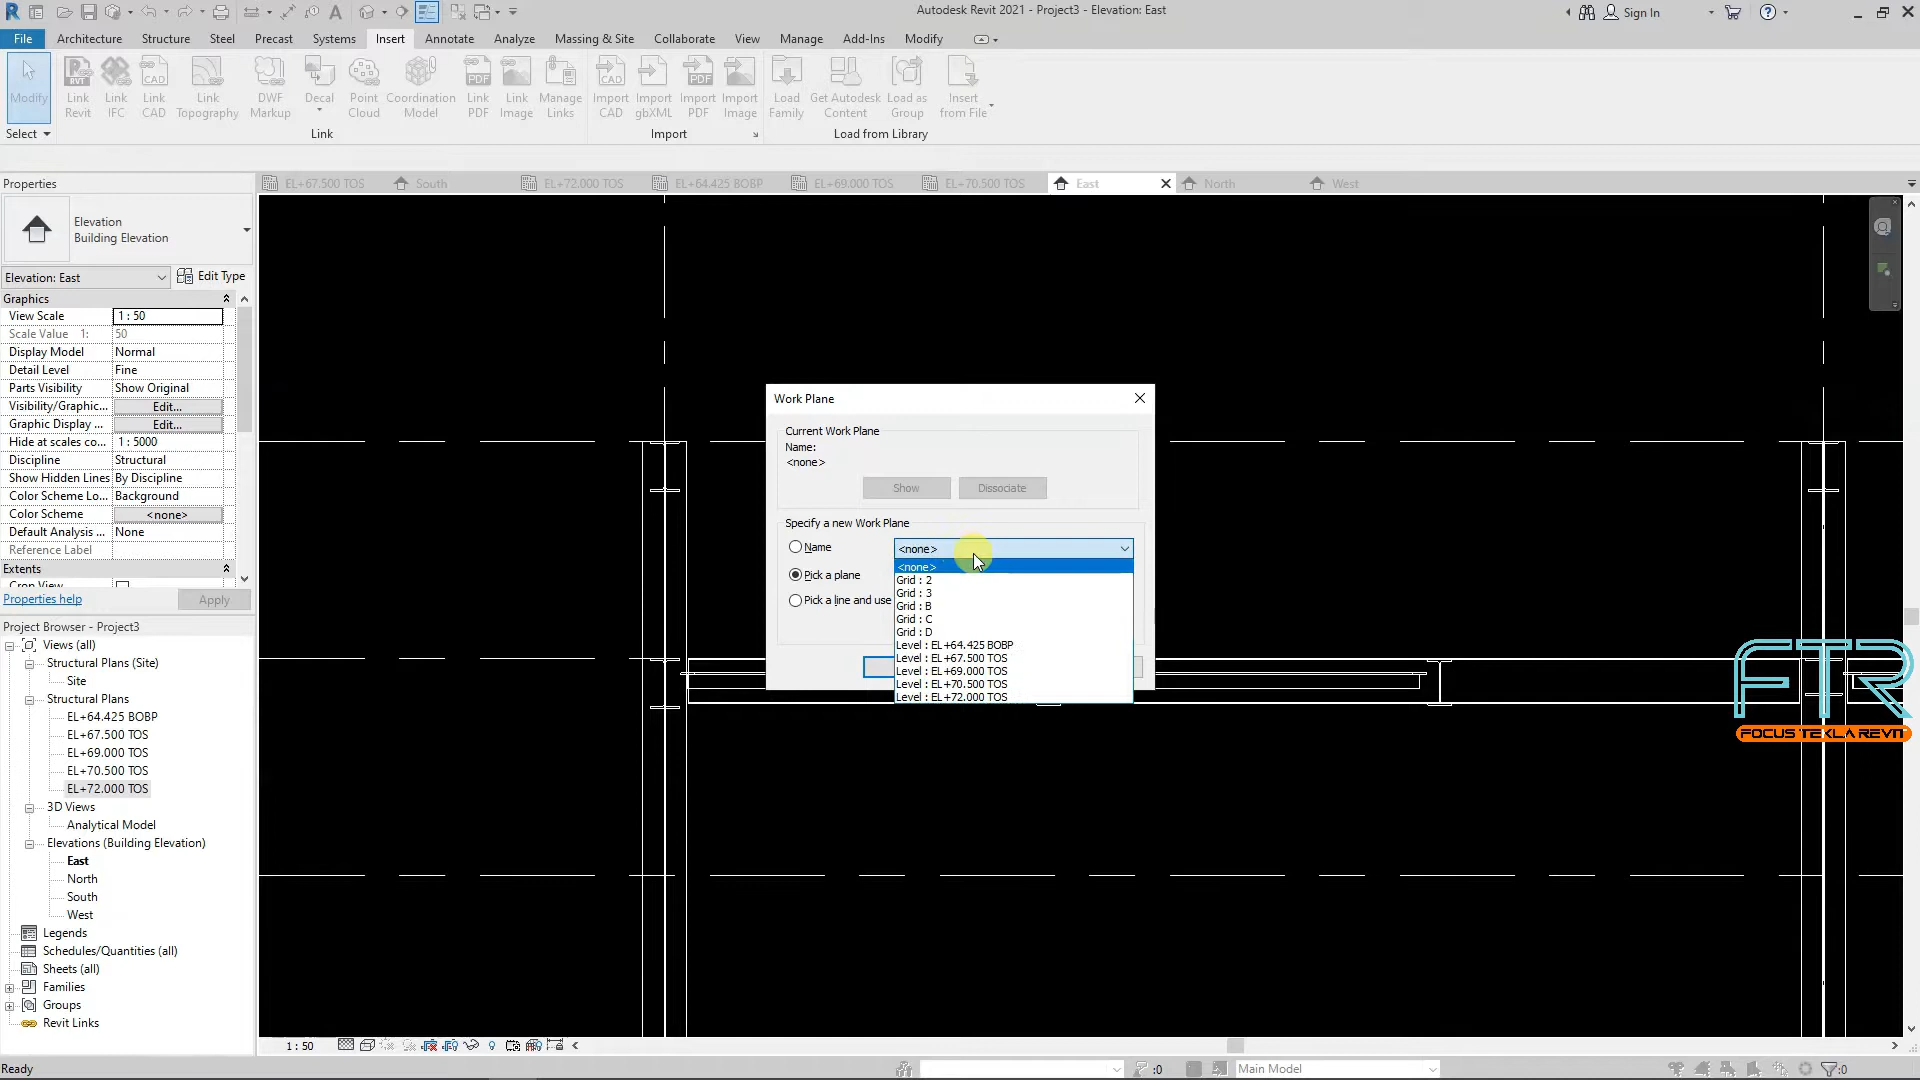 Autodesk Revit 2021 - Project3 - Elevation: East
Sign In
File Architecture Structure Steel Precast Systems Insert Annotate Analyze Massing & Site Collaborate View Manage Add-Ins Modify
Modify
Link Revit
Link IFC
Link CAD
Link Topography
DWF Markup
Decal
Point Cloud
Coordination Model
Link PDF
Link Image
Manage Links
Import CAD
Import gbXML
Import PDF
Import Image
Load Family
Get Autodesk Content
Load as Group
Insert from File
Select
Link
Import
Load from Library
Properties
EL+67.500 TOS
South
EL+72.000 TOS
EL+64.425 BOBP
EL+69.000 TOS
EL+70.500 TOS
East
North
West
Elevation
Building Elevation
Elevation: East
Edit Type
Graphics
View Scale 1 : 50
Scale Value 1: 50
Display Model Normal
Detail Level Fine
Parts Visibility Show Original
Visibility/Graphic... Edit...
Graphic Display ... Edit...
Hide at scales co... 1 : 5000
Discipline Structural
Show Hidden Lines By Discipline
Color Scheme Lo... Background
Color Scheme <none>
Default Analysis ... None
Reference Label
Extents
Crop View
Properties help
Apply
Project Browser - Project3
Views (all)
Structural Plans (Site)
Site
Structural Plans
EL+64.425 BOBP
EL+67.500 TOS
EL+69.000 TOS
EL+70.500 TOS
EL+72.000 TOS
3D Views
Analytical Model
Elevations (Building Elevation)
East
North
South
West
Legends
Schedules/Quantities (all)
Sheets (all)
Families
Groups
Revit Links
Work Plane
Current Work Plane
Name:
<none>
Show
Dissociate
Specify a new Work Plane
Name
<none>
Pick a plane
Pick a line and use
<none>
Grid : 2
Grid : 3
Grid : B
Grid : C
Grid : D
Level : EL+64.425 BOBP
Level : EL+67.500 TOS
Level : EL+69.000 TOS
Level : EL+70.500 TOS
Level : EL+72.000 TOS
FTR
FOCUS TEKLA REVIT
1 : 50
Ready
:0
Main Model
:0